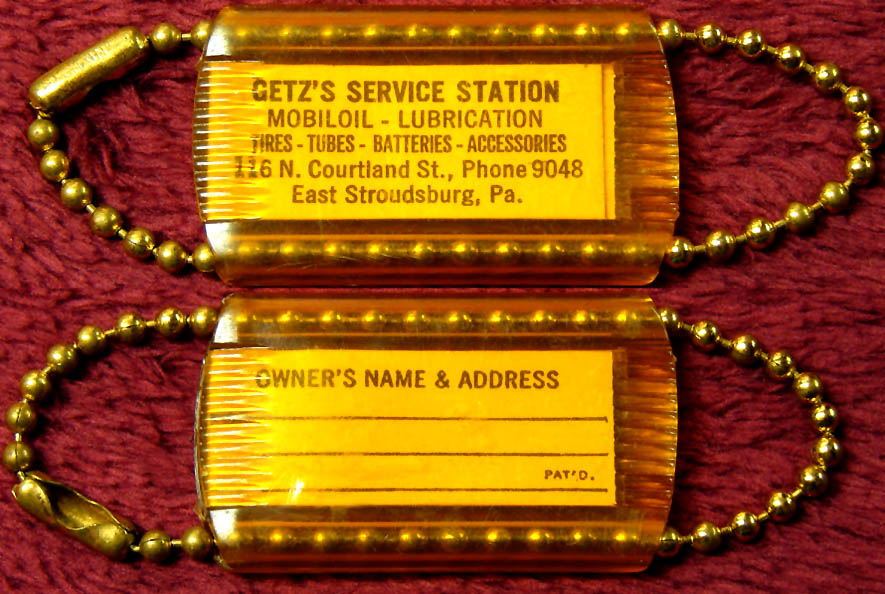 GETZ'S SERVICE STATION
MOBILOIL - LUBRICATION
TIRES - TUBES - BATTERIES - ACCESSORIES
116 N. Courtland St., Phone 9048
East Stroudsburg, Pa.
OWNER'S NAME & ADDRESS
PAT'D.